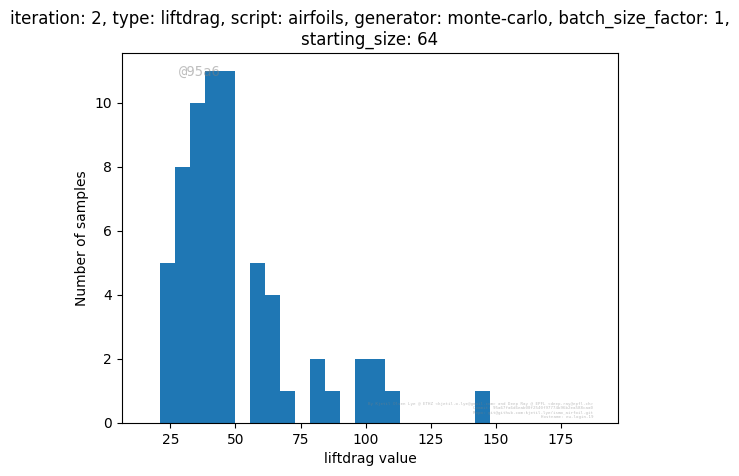 iteration: 2, type: liftdrag, script: airfoils, generator: monte-carlo, batch_size_factor: 1,
starting_size: 64
@95a6
10
8
6
4
2
0
Number of samples
25 50 75 100 125 150 175
liftdrag value